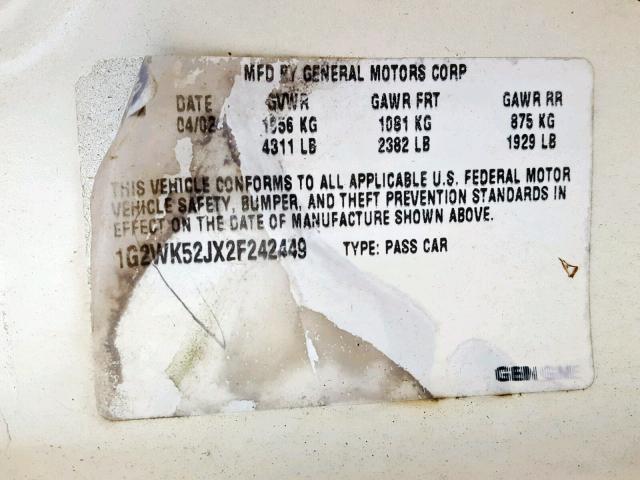 MFD BY GENERAL MOTORS CORP
DATE GVWR GAWR FRT GAWR RR
04/02 1956 KG 1081 KG 875 KG
4311 LB 2382 LB 1929 LB
THIS VEHICLE CONFORMS TO ALL APPLICABLE U.S. FEDERAL MOTOR
VEHICLE SAFETY, BUMPER, AND THEFT PREVENTION STANDARDS IN
EFFECT ON THE DATE OF MANUFACTURE SHOWN ABOVE.
1G2WK52JX2F242449 TYPE: PASS CAR